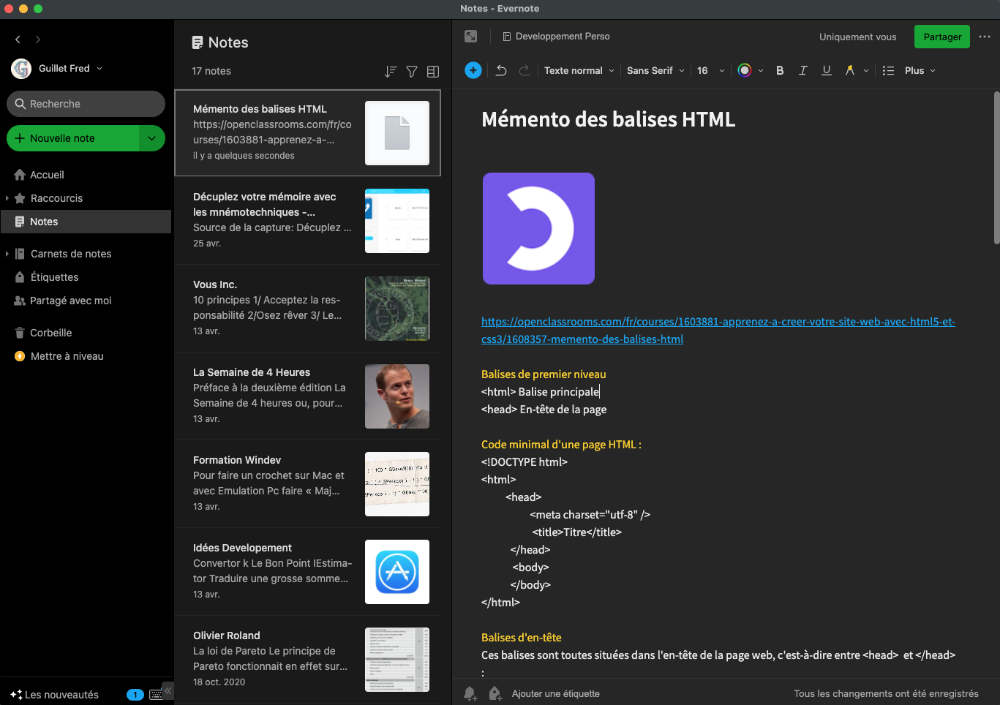 Notes - Evernote
Guillet Fred
Recherche
Nouvelle note
Accueil
Raccourcis
Notes
Carnets de notes
Étiquettes
Partagé avec moi
Corbeille
Mettre à niveau
Les nouveautés
1
Notes
17 notes
Mémento des balises HTML
https://openclassrooms.com/fr/co
urses/1603881-apprenez-a-...
il y a quelques secondes
Décuplez votre mémoire avec
les mnémotechniques -...
Source de la capture: Décuplez ...
25 avr.
Vous Inc.
10 principes 1/ Acceptez la res-
ponsabilité 2/Osez rêver 3/ Le...
13 avr.
La Semaine de 4 Heures
Préface à la deuxième édition La
Semaine de 4 heures ou, pour...
13 avr.
Formation Windev
Pour faire un crochet sur Mac et
avec Emulation Pc faire « Maj...
13 avr.
Idées Developement
Convertor k Le Bon Point IEstima-
tor Traduire une grosse somme...
13 avr.
Olivier Roland
La loi de Pareto Le principe de
Pareto fonctionnait en effet sur...
18 oct. 2020
Developpement Perso
Uniquement vous
Partager
Texte normal
Sans Serif
16
B
I
U
Plus
Mémento des balises HTML
https://openclassrooms.com/fr/courses/1603881-apprenez-a-creer-votre-site-web-avec-html5-et-
css3/1608357-memento-des-balises-html
Balises de premier niveau
<html> Balise principale
<head> En-tête de la page
Code minimal d'une page HTML :
<!DOCTYPE html>
<html>
<head>
<meta charset="utf-8" />
<title>Titre</title>
</head>
<body>
</body>
</html>
Balises d'en-tête
Ces balises sont toutes situées dans l'en-tête de la page web, c'est-à-dire entre <head>  et </head>
:
Ajouter une étiquette
Tous les changements ont été enregistrés